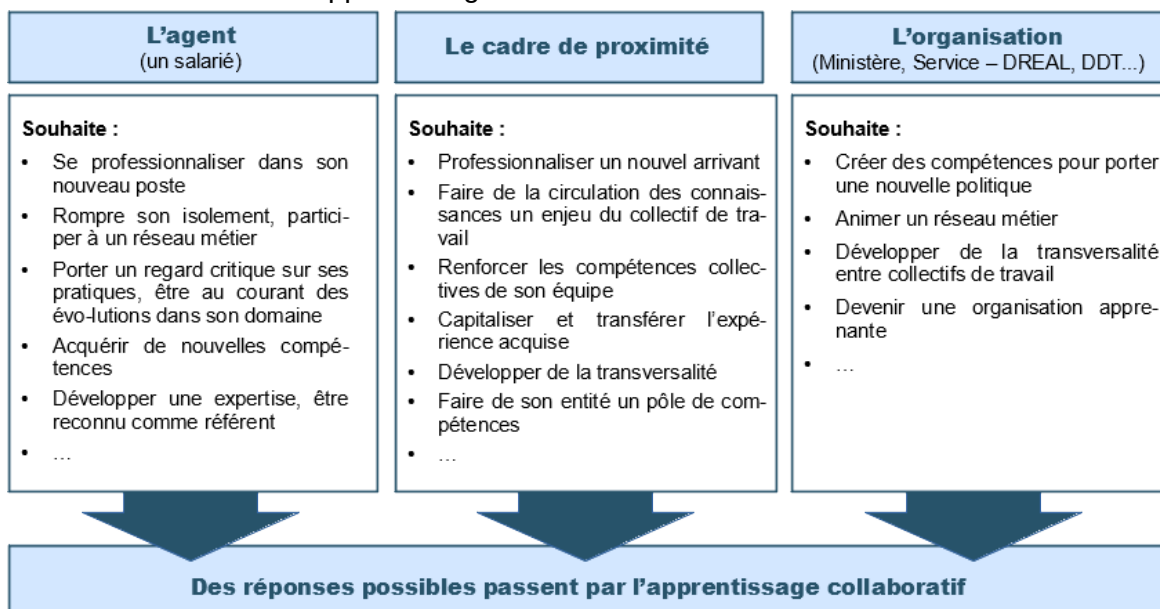 L'agent
(un salarié)
Souhaite :
• Se professionnaliser dans son
nouveau poste
• Rompre son isolement, partici-
per à un réseau métier
• Porter un regard critique sur ses
pratiques, être au courant des
évo-lutions dans son domaine
• Acquérir de nouvelles compé-
tences
• Développer une expertise, être
reconnu comme référent
• …
Le cadre de proximité
Souhaite :
• Professionnaliser un nouvel arrivant
• Faire de la circulation des connais-
sances un enjeu du collectif de tra-
vail
• Renforcer les compétences collec-
tives de son équipe
• Capitaliser et transférer l'expé-
rience acquise
• Développer de la transversalité
• Faire de son entité un pôle de com-
pétences
• …
L'organisation
(Ministère, Service – DREAL, DDT...)
Souhaite :
• Créer des compétences pour porter
une nouvelle politique
• Animer un réseau métier
• Développer de la transversalité
entre collectifs de travail
• Devenir une organisation appre-
nante
• …
Des réponses possibles passent par l'apprentissage collaboratif